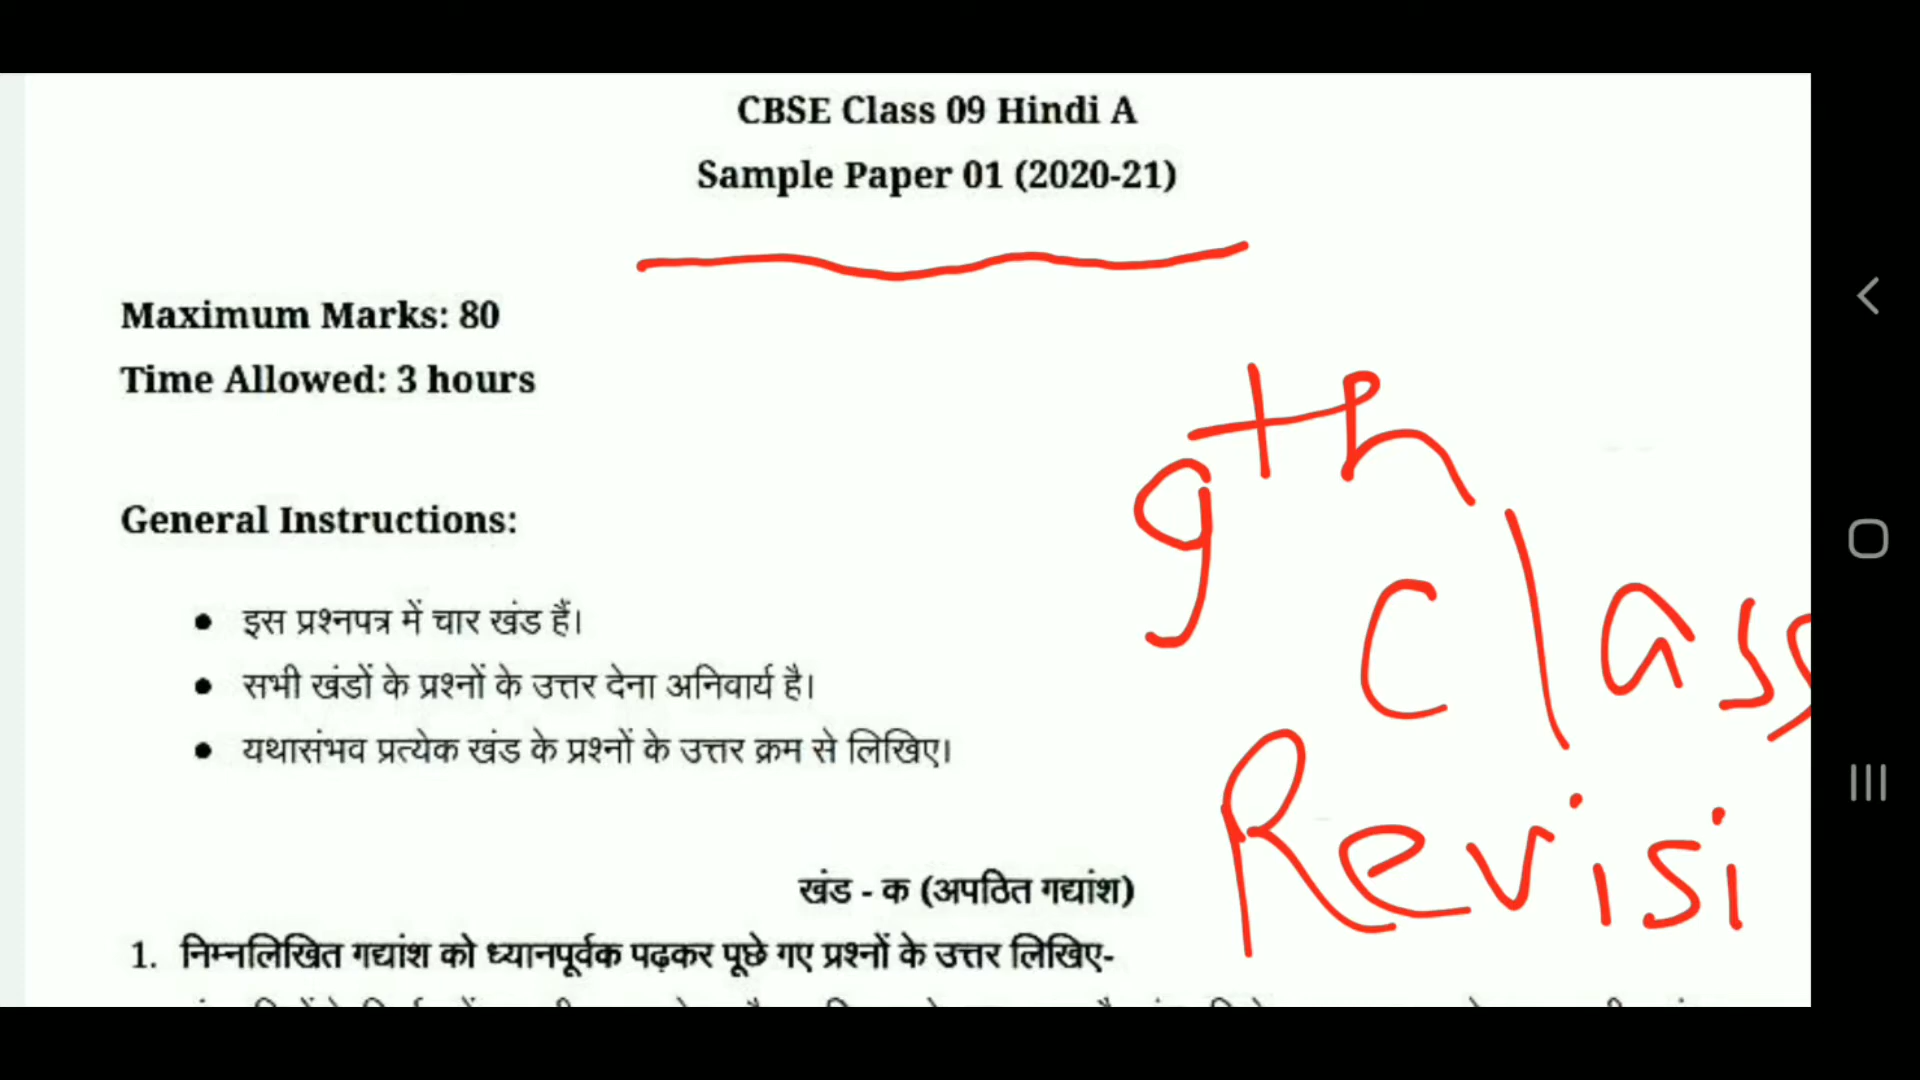 CBSE Class 09 Hindi A
Sample Paper 01 (2020-21)
Maximum Marks: 80
Time Allowed: 3 hours
General Instructions:
9th
Class
• इस प्रश्नपत्र में चार खंड हैं।
• सभी खंडों के प्रश्नों के उत्तर देना अनिवार्य है।
• यथासंभव प्रत्येक खंड के प्रश्नों के उत्तर क्रम से लिखिए।
Revisi
खंड - क (अपठित गद्यांश)
1. निम्नलिखित गद्यांश को ध्यानपूर्वक पढ़कर पूछे गए प्रश्नों के उत्तर लिखिए-